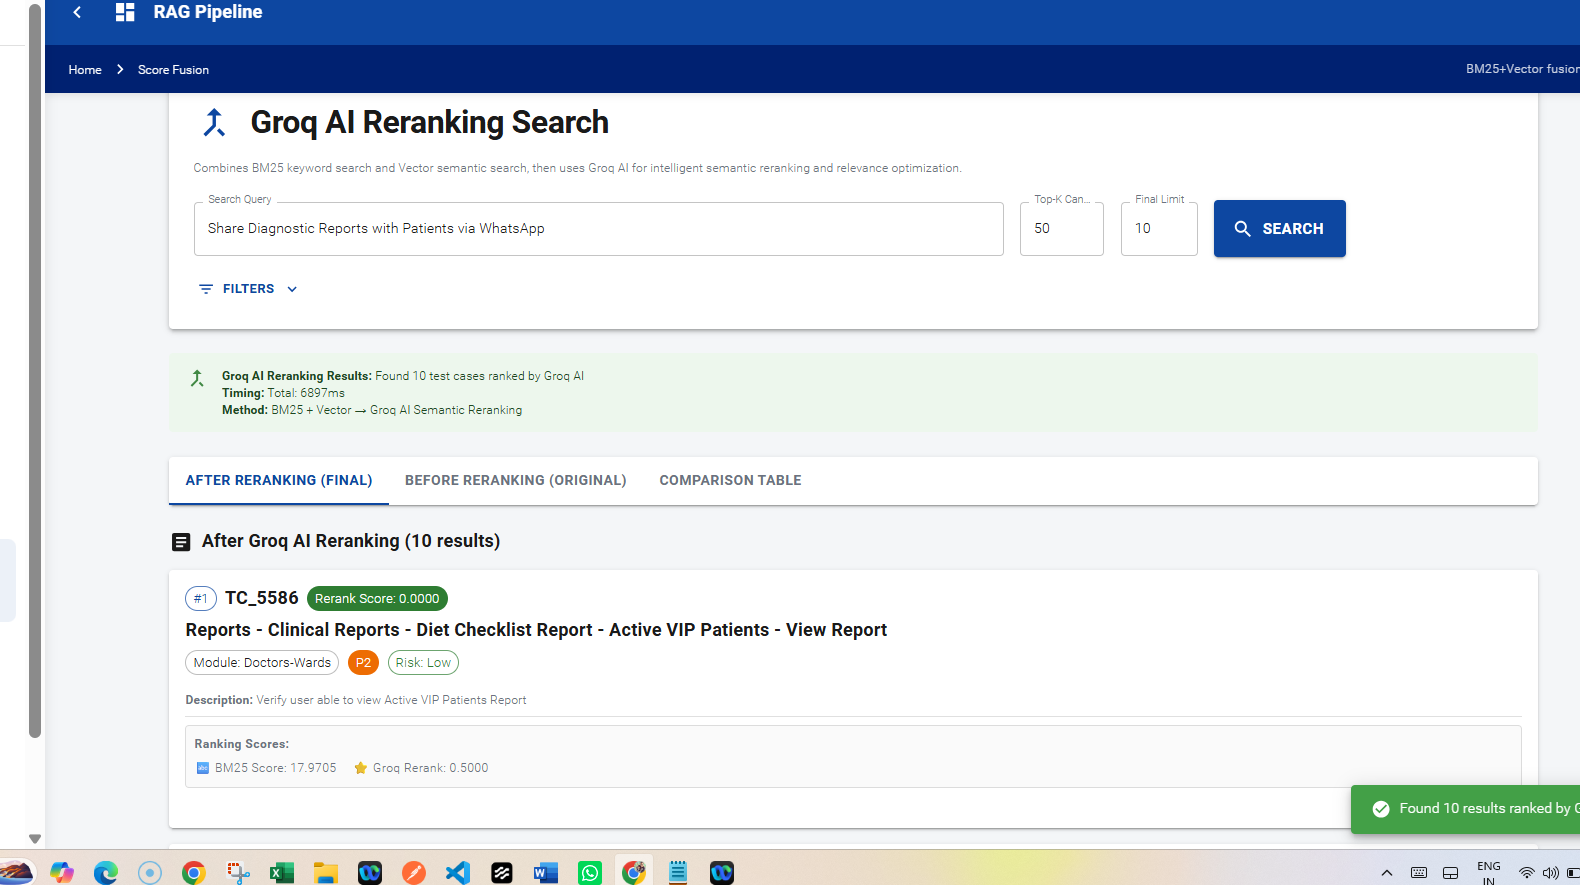 RAG Pipeline
Home > Score Fusion
BM25+Vector fusion
Groq AI Reranking Search
Combines BM25 keyword search and Vector semantic search, then uses Groq AI for intelligent semantic reranking and relevance optimization.
Search Query
Top-K Can...
Final Limit
Share Diagnostic Reports with Patients via WhatsApp
50
10
SEARCH
FILTERS
Groq AI Reranking Results: Found 10 test cases ranked by Groq AI
Timing: Total: 6897ms
Method: BM25 + Vector → Groq AI Semantic Reranking
AFTER RERANKING (FINAL)
BEFORE RERANKING (ORIGINAL)
COMPARISON TABLE
After Groq AI Reranking (10 results)
#1 TC_5586 Rerank Score: 0.0000
Reports - Clinical Reports - Diet Checklist Report - Active VIP Patients - View Report
Module: Doctors-Wards P2 Risk: Low
Description: Verify user able to view Active VIP Patients Report
Ranking Scores:
abc BM25 Score: 17.9705 Groq Rerank: 0.5000
Found 10 results ranked by G
ENG
IN